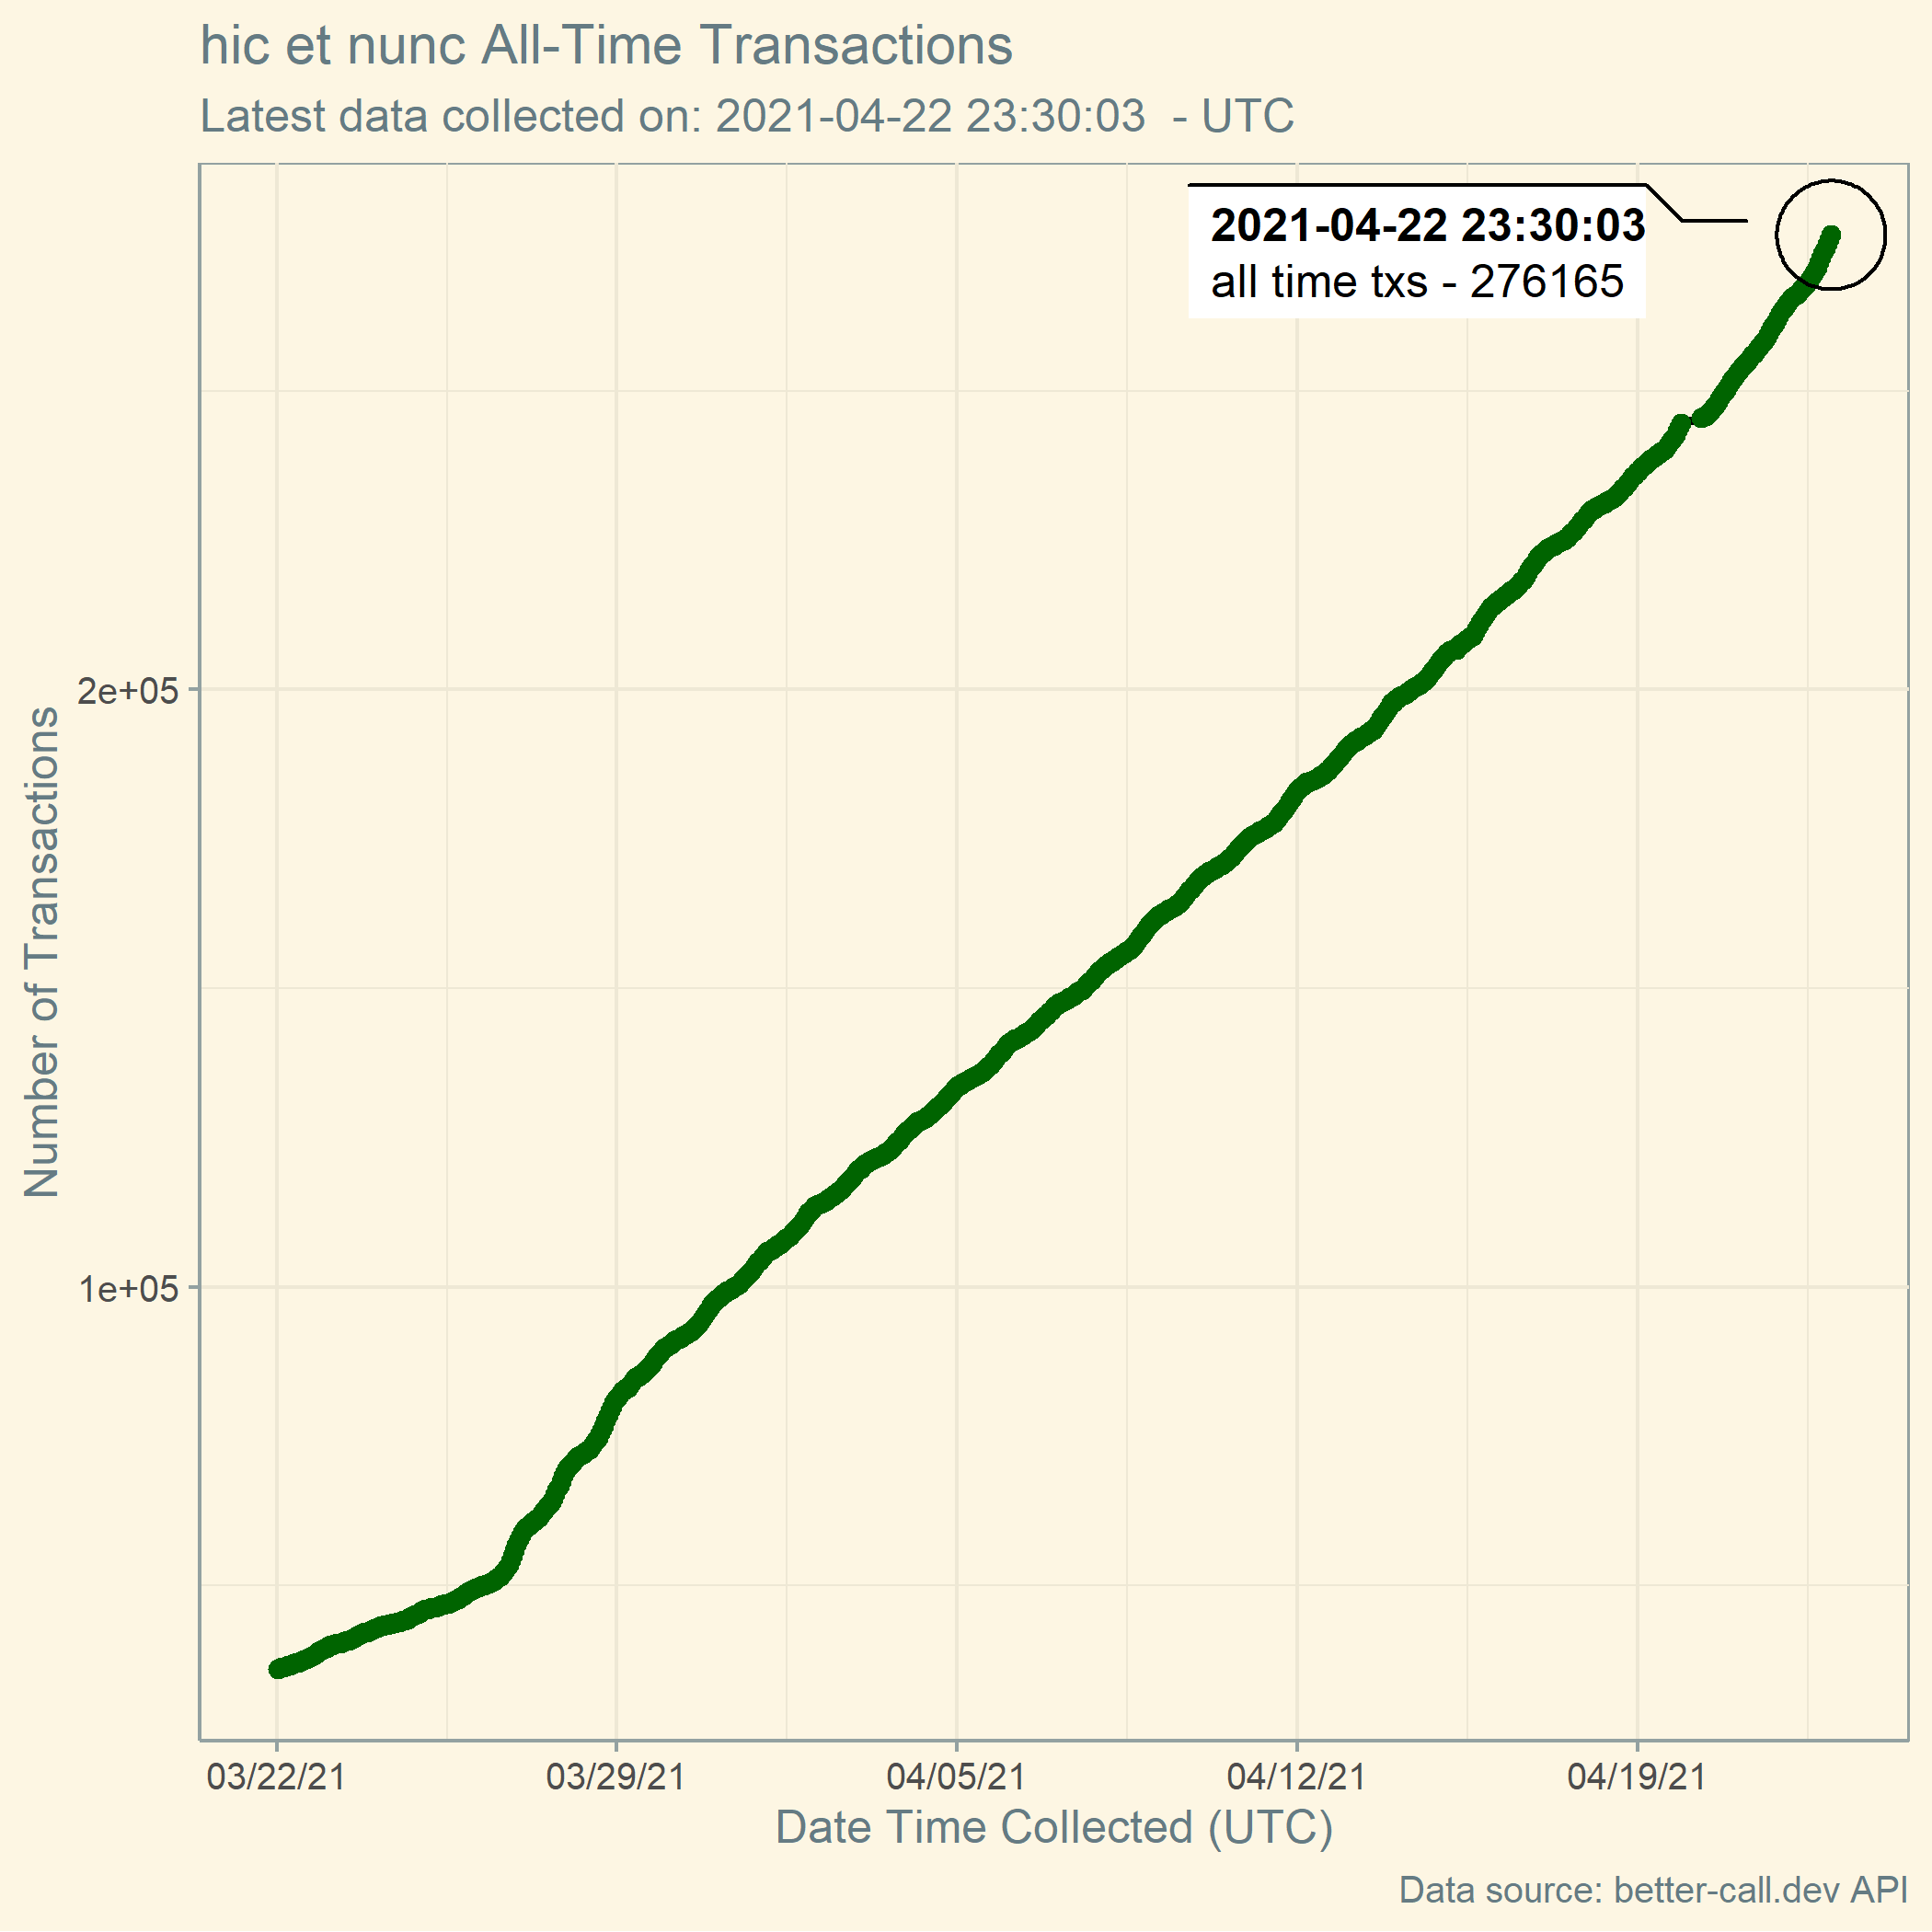 hic et nunc All-Time Transactions
Latest data collected on: 2021-04-22 23:30:03  - UTC
2021-04-22 23:30:03
all time txs - 276165
Number of Transactions
2e+05
1e+05
03/22/21
03/29/21
04/05/21
04/12/21
04/19/21
Date Time Collected (UTC)
Data source: better-call.dev API